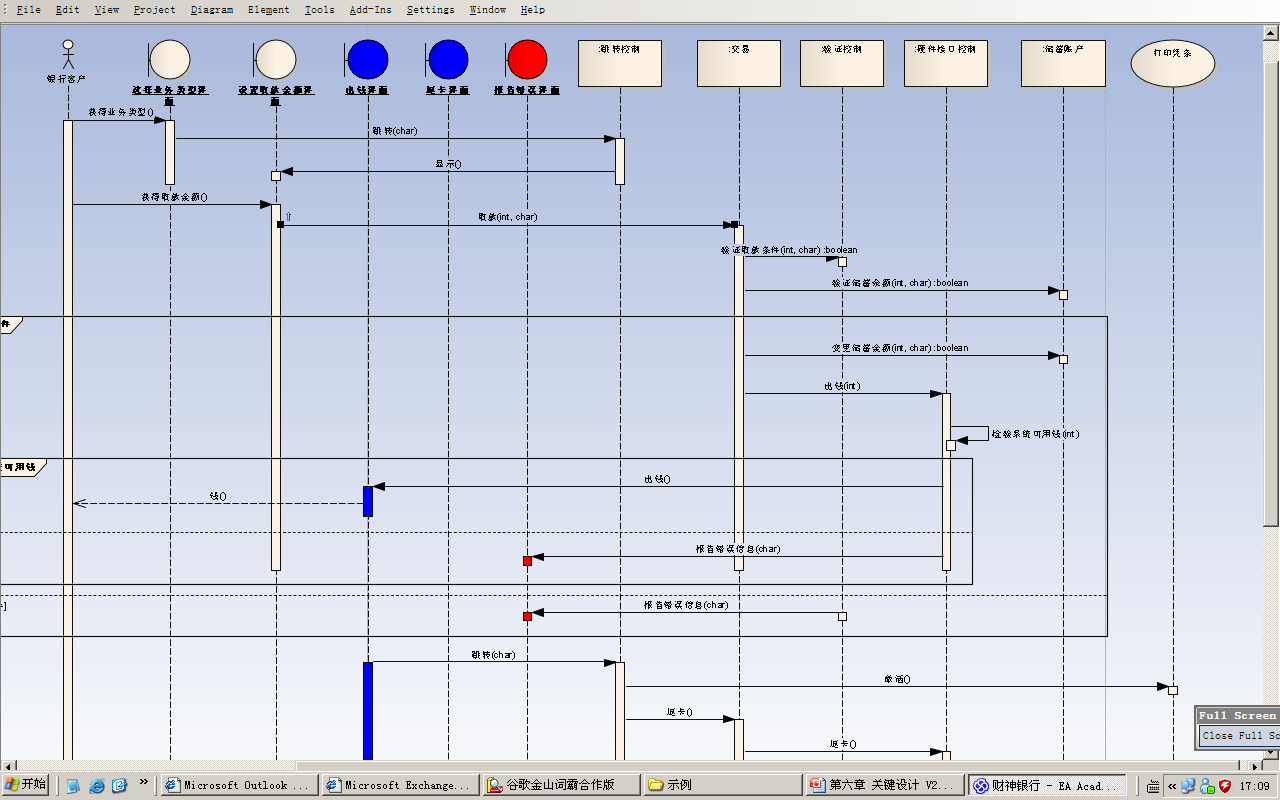 File Edit View Project Diagram Element Tools Add-Ins Settings Window Help
银行客户
选择业务类型界
面
设置取款金额界
面
出钱界面
返卡界面
报告错误界面
:跳转控制
:交易
:验证控制
:硬件接口控制
:储蓄账户
打印凭条
获得业务类型()
跳转(char)
显示()
获得取款金额()
取款(int, char)
验证取款条件(int, char) :boolean
验证储蓄余额(int, char) :boolean
件
变更储蓄余额(int, char) :boolean
出钱(int)
检验系统可用钱(int)
可用钱
出钱()
钱()
报告错误信息(char)
报告错误信息(char)
跳转(char)
激活()
返卡()
返卡()
Full Screen
Close Full Sc
开始
Microsoft Outlook ...
Microsoft Exchange...
谷歌金山词霸合作版
示例
第六章 关键设计 V2...
财神银行 - EA Acad...
17:09